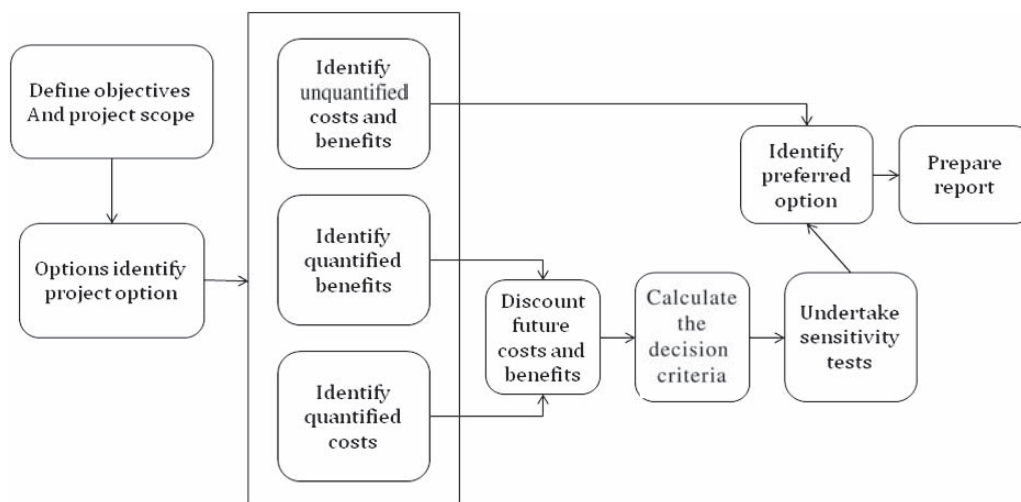 Define objectives
And project scope
Options identify
project option
Identify
unquantified
costs and
benefits
Identify
quantified
benefits
Identify
quantified
costs
Discount
future
costs and
benefits
Calculate
the
decision
criteria
Undertake
sensitivity
tests
Identify
preferred
option
Prepare
report